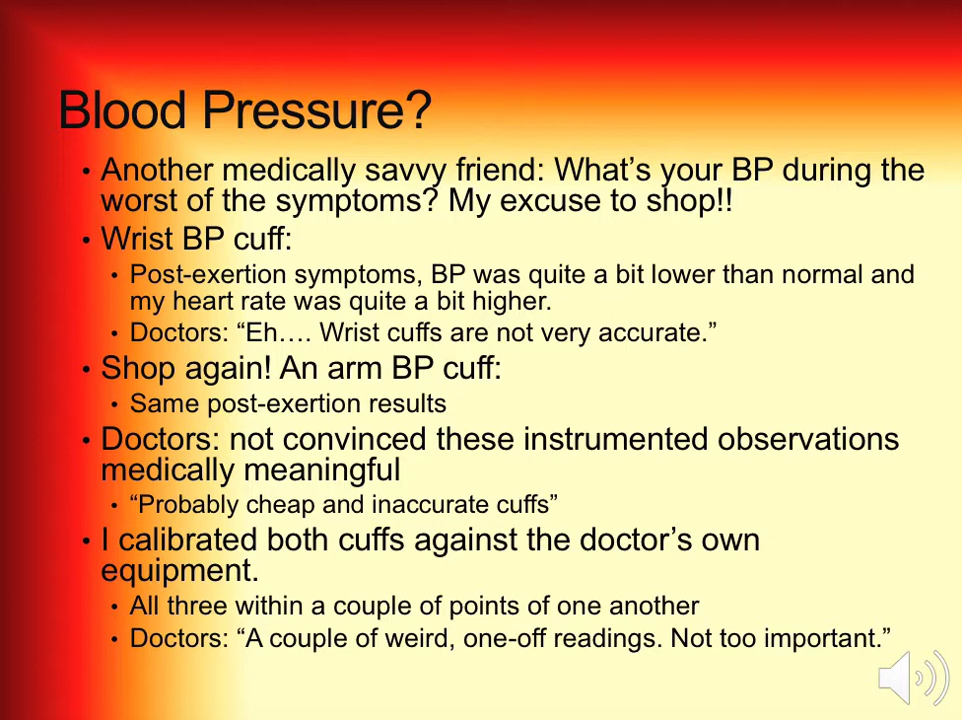 Blood Pressure?
• Another medically savvy friend: What’s your BP during the
worst of the symptoms? My excuse to shop!!
• Wrist BP cuff:
• Post-exertion symptoms, BP was quite a bit lower than normal and
my heart rate was quite a bit higher.
• Doctors: “Eh…. Wrist cuffs are not very accurate.”
• Shop again! An arm BP cuff:
• Same post-exertion results
• Doctors: not convinced these instrumented observations
medically meaningful
• “Probably cheap and inaccurate cuffs”
• I calibrated both cuffs against the doctor’s own
equipment.
• All three within a couple of points of one another
• Doctors: “A couple of weird, one-off readings. Not too important.”